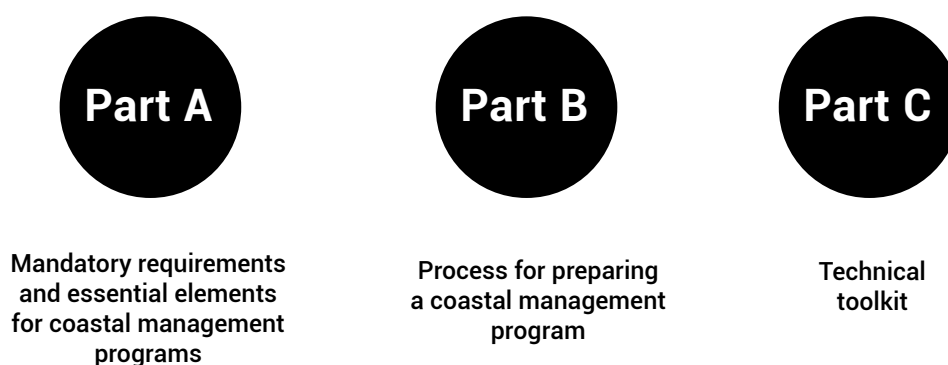 Part A
Mandatory requirements
and essential elements
for coastal management
programs
Part B
Process for preparing
a coastal management
program
Part C
Technical
toolkit